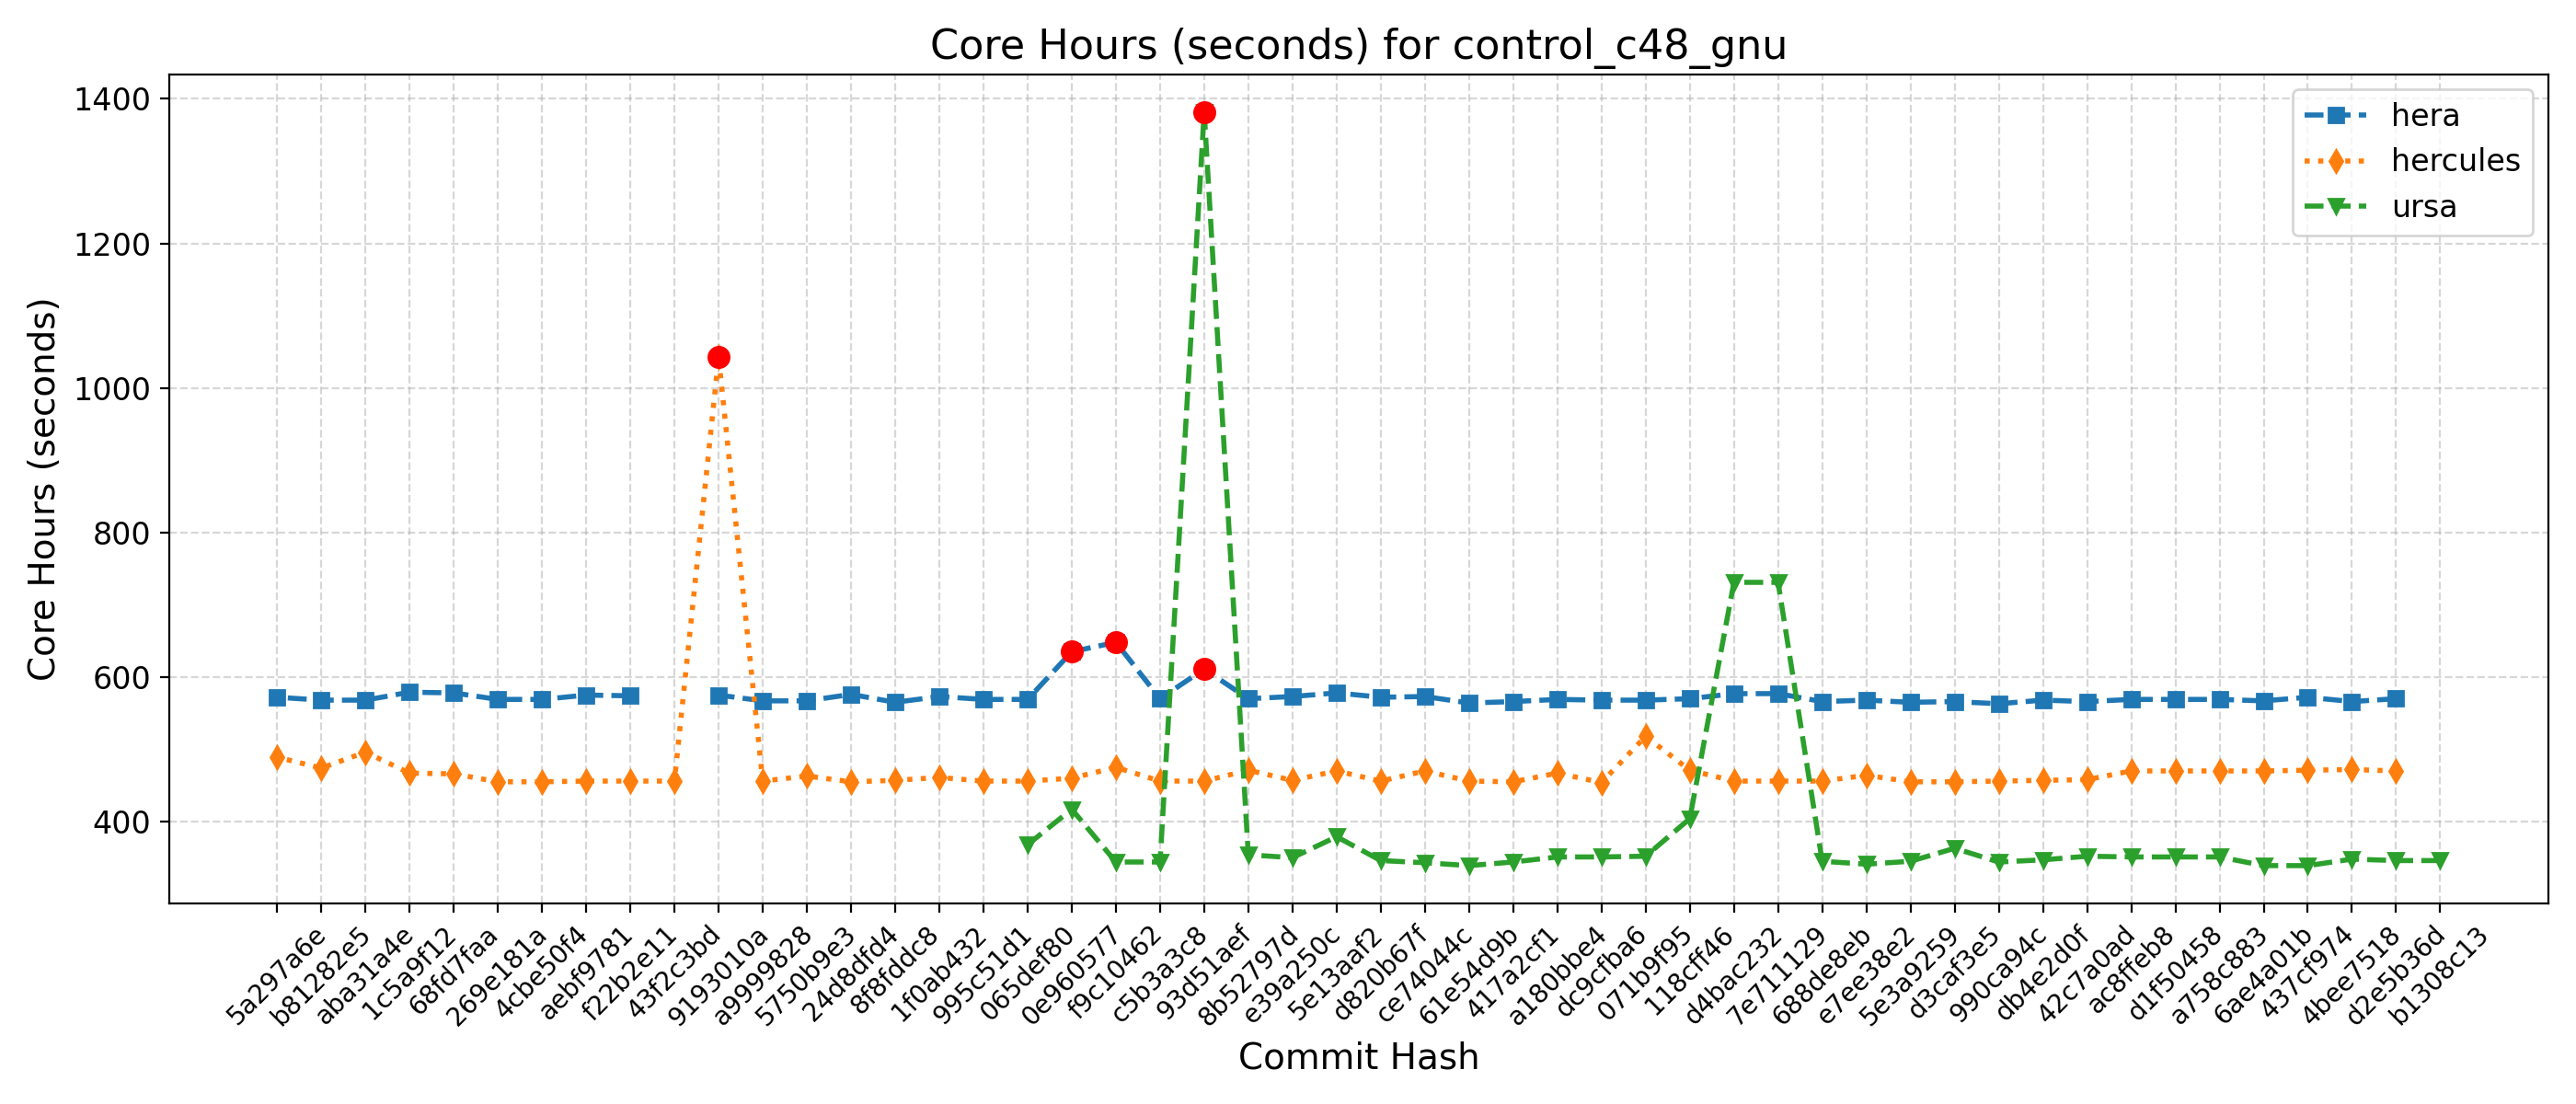 Core Hours (seconds) for control_c48_gnu
hera
hercules
ursa
1400
1200
1000
800
600
400
Core Hours (seconds)
5a297a6e
b81282e5
aba31a4e
1c5a9f12
68fd7faa
269e181a
4cbe50f4
aebf9781
f22b2e11
43f2c3bd
9193010a
a9999828
5750b9e3
24d8dfd4
8f8fddc8
1f0ab432
995c51d1
065def80
0e960577
f9c10462
c5b3a3c8
93d51aef
8b52797d
e39a250c
5e13aaf2
d820b67f
ce74044c
61e54d9b
417a2cf1
a180bbe4
dc9cfba6
071b9f95
118cff46
d4bac232
7e711129
688de8eb
e7ee38e2
5e3a9259
d3caf3e5
990ca94c
db4e2d0f
42c7a0ad
ac8ffeb8
d1f50458
a758c883
6ae4a01b
437cf974
4bee7518
d2e5b36d
b1308c13
Commit Hash